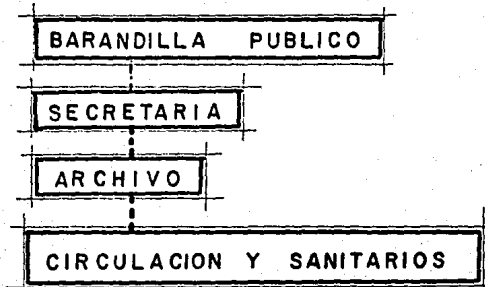 BARANDILLA PUBLICO
SECRETARIA
ARCHIVO
CIRCULACION Y SANITARIOS